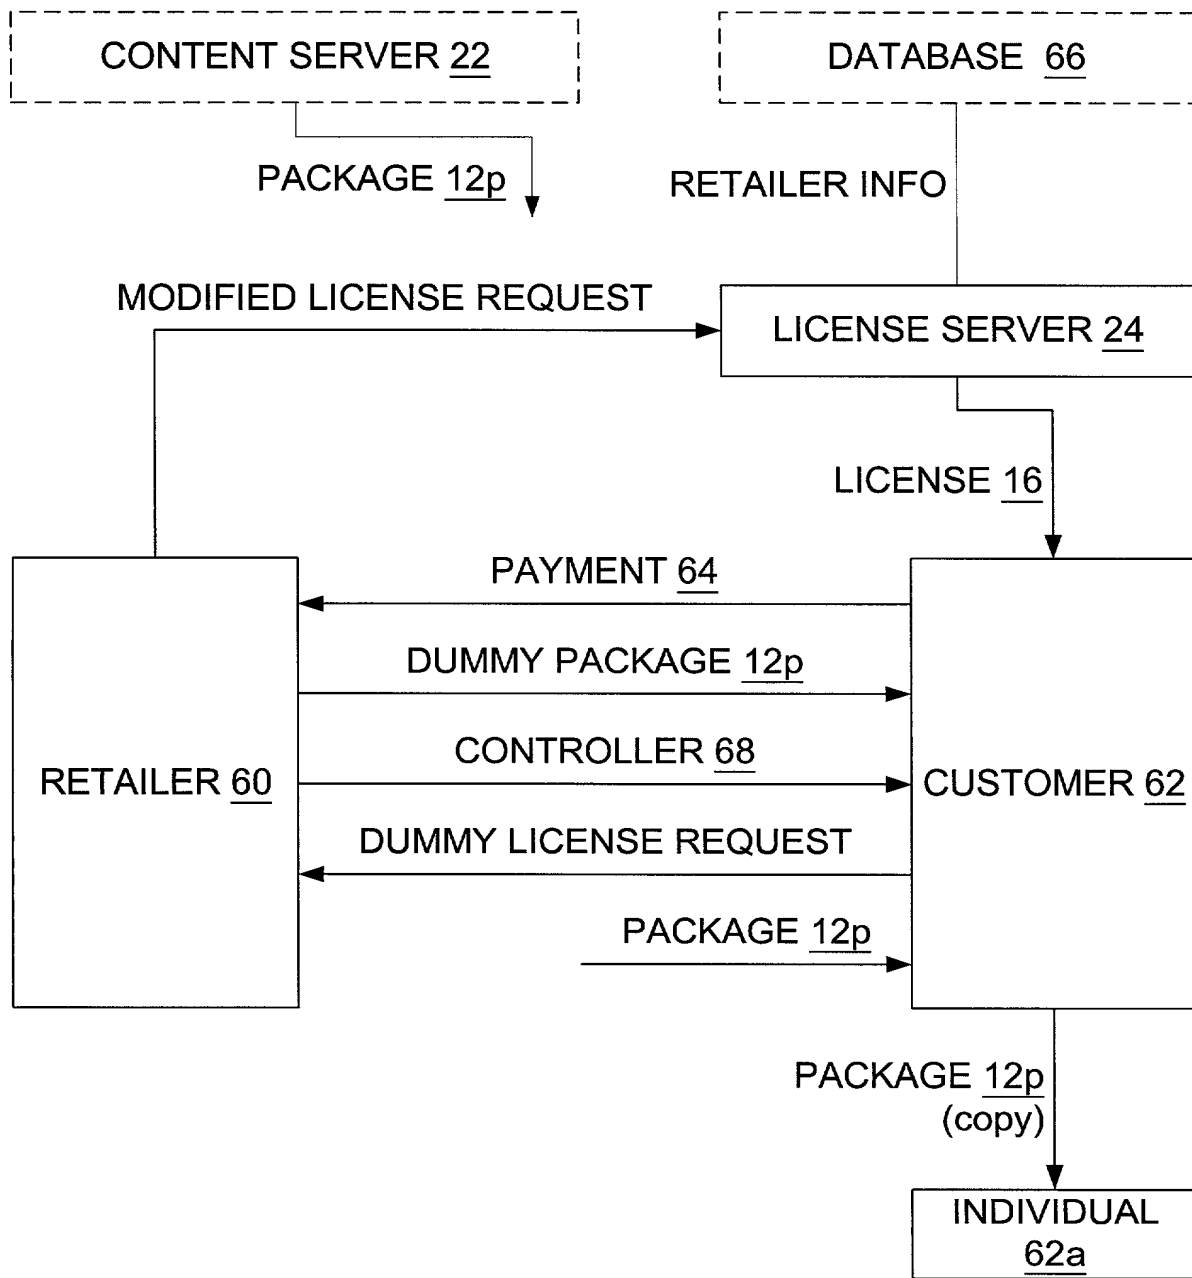 CONTENT SERVER 22
DATABASE 66
PACKAGE 12p
RETAILER INFO
MODIFIED LICENSE REQUEST
LICENSE SERVER 24
LICENSE 16
PAYMENT 64
DUMMY PACKAGE 12p
CONTROLLER 68
RETAILER 60
CUSTOMER 62
DUMMY LICENSE REQUEST
PACKAGE 12p
PACKAGE 12p
(copy)
INDIVIDUAL
62a